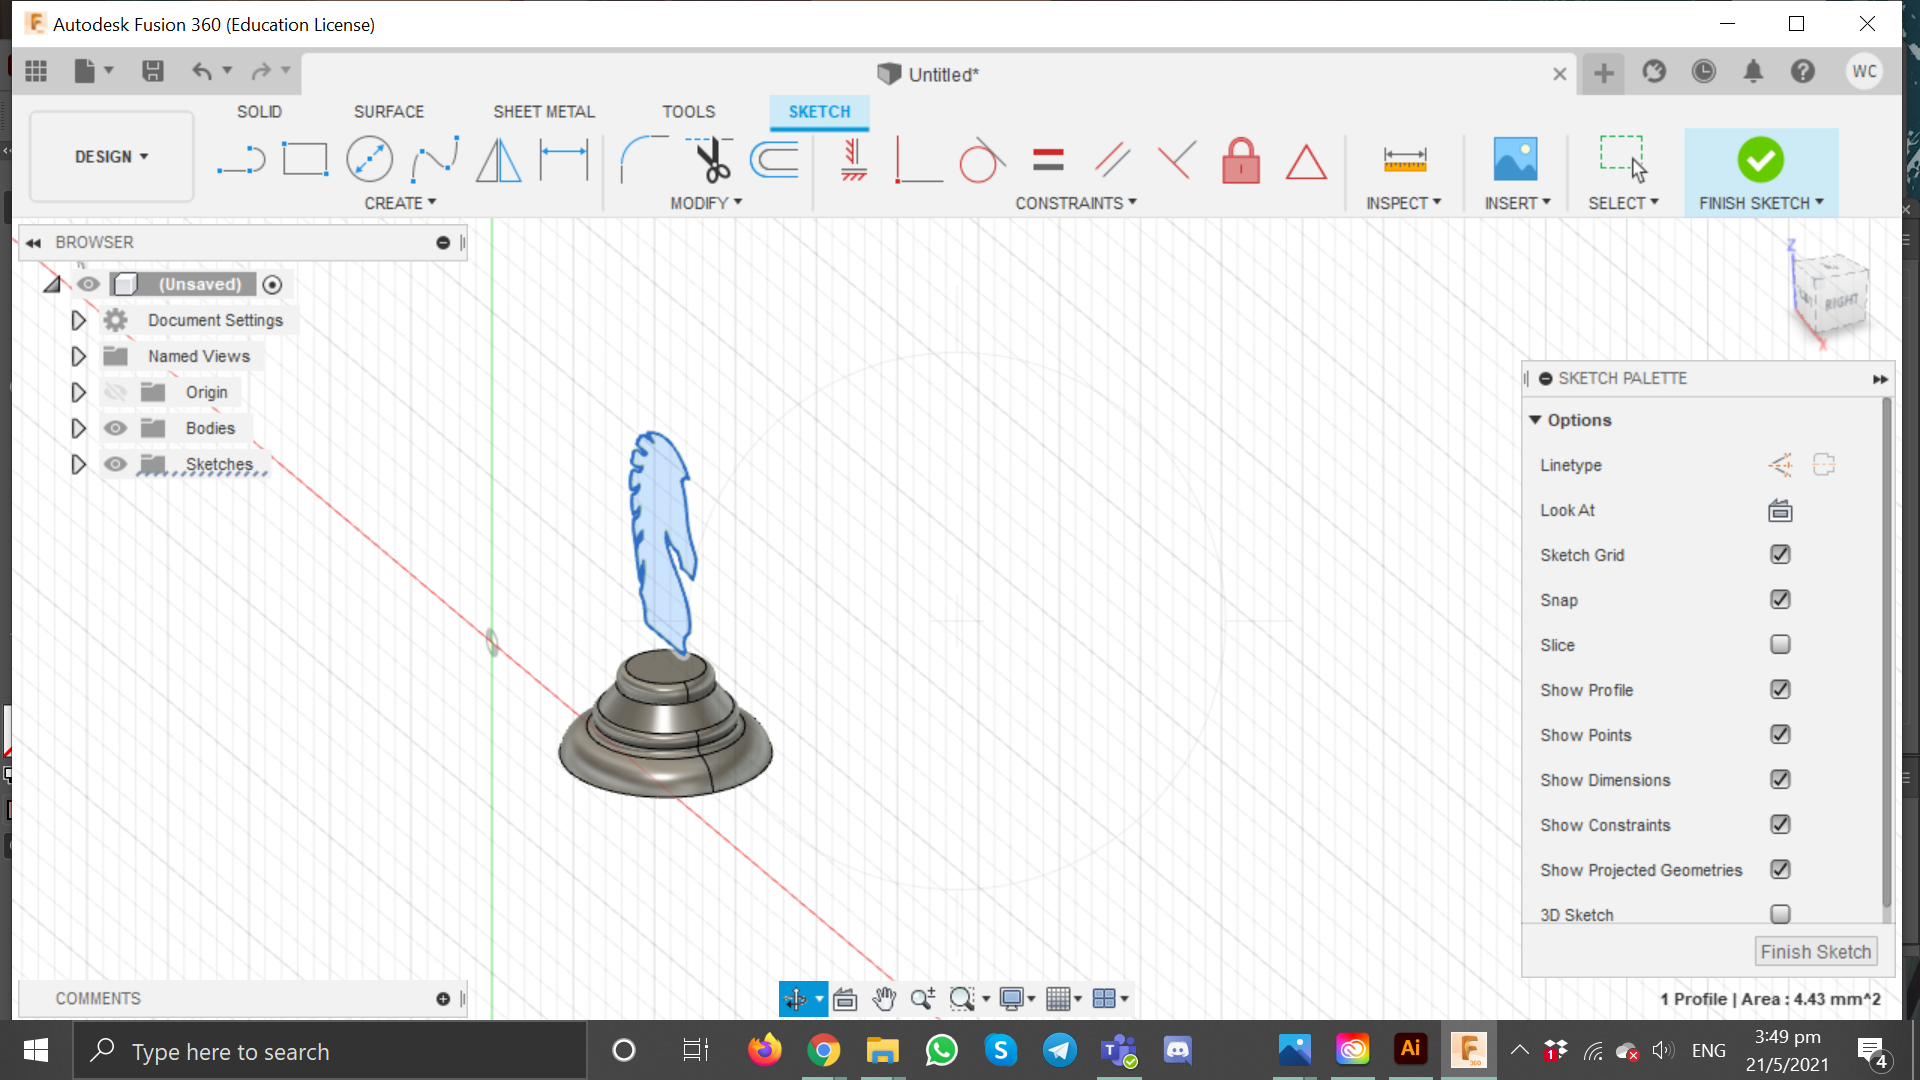 Autodesk Fusion 360 (Education License)
Untitled*
WC
SOLID SURFACE SHEET METAL TOOLS SKETCH
DESIGN
CREATE MODIFY CONSTRAINTS INSPECT INSERT SELECT FINISH SKETCH
BROWSER
(Unsaved)
Document Settings
Named Views
Origin
Bodies
Sketches
Z
RIGHT
X
SKETCH PALETTE
Options
Linetype
Look At
Sketch Grid
Snap
Slice
Show Profile
Show Points
Show Dimensions
Show Constraints
Show Projected Geometries
3D Sketch
Finish Sketch
COMMENTS
1 Profile | Area : 4.43 mm^2
Type here to search
ENG
3:49 pm
21/5/2021
4